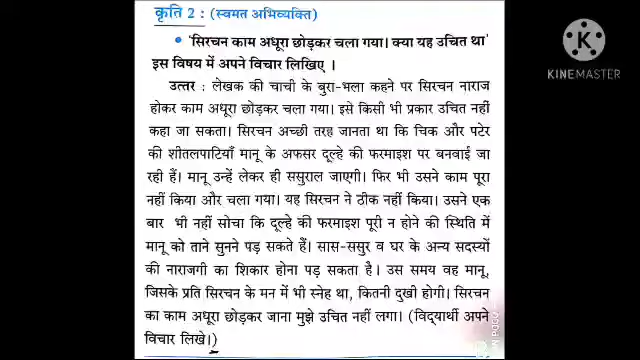 कृति 2 : (स्वमत अभिव्यक्ति)
• 'सिरचन काम अधूरा छोड़कर चला गया। क्या यह उचित था'
इस विषय में अपने विचार लिखिए ।
उत्तर : लेखक की चाची के बुरा-भला कहने पर सिरचन नाराज
होकर काम अधूरा छोड़कर चला गया। इसे किसी भी प्रकार उचित नहीं
कहा जा सकता। सिरचन अच्छी तरह जानता था कि चिक और पटेर
की शीतलपाटियाँ मानू के अफसर दूल्हे की फरमाइश पर बनवाई जा
रही हैं। मानू उन्हें लेकर ही ससुराल जाएगी। फिर भी उसने काम पूरा
नहीं किया और चला गया। यह सिरचन ने ठीक नहीं किया। उसने एक
बार भी नहीं सोचा कि दूल्हे की फरमाइश पूरी न होने की स्थिति में
मानू को ताने सुनने पड़ सकते हैं। सास-ससुर व घर के अन्य सदस्यों
की नाराजगी का शिकार होना पड़ सकता है। उस समय वह मानू,
जिसके प्रति सिरचन के मन में भी स्नेह था, कितनी दुखी होगी। सिरचन
का काम अधूरा छोड़कर जाना मुझे उचित नहीं लगा। (विद्यार्थी अपने
विचार लिखे।)
KINEMASTER